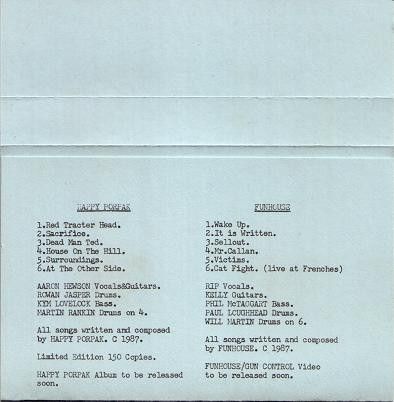 HAPPY PORPAK
1.Red Tracter Head.
2.Sacrifice.
3.Dead Man Ted.
4.House On The Hill.
5.Surroundings.
6.At The Other Side.
AARON HEWSON Vocals&Guitars.
ROWAN JASPER Drums.
KYM LOVELOCK Bass.
MARTIN RANKIN Drums on 4.
All songs written and composed
by HAPPY PORPAK. C 1987.
Limited Edition 150 Copies.
HAPPY PORPAK Album to be released
soon.
FUNHOUSE
1.Wake Up.
2.It is Written.
3.Sellout.
4.Mr.Callan.
5.Victims.
6.Cat Fight. (live at Frenches)
RIP Vocals.
KELLY Guitars.
PHIL McTAGGART Bass.
PAUL LOUGHHEAD Drums.
WILL MARTIN Drums on 6.
All songs written and composed
by FUNHOUSE. C 1987.
FUNHOUSE/GUN CONTROL Video
to be released soon.